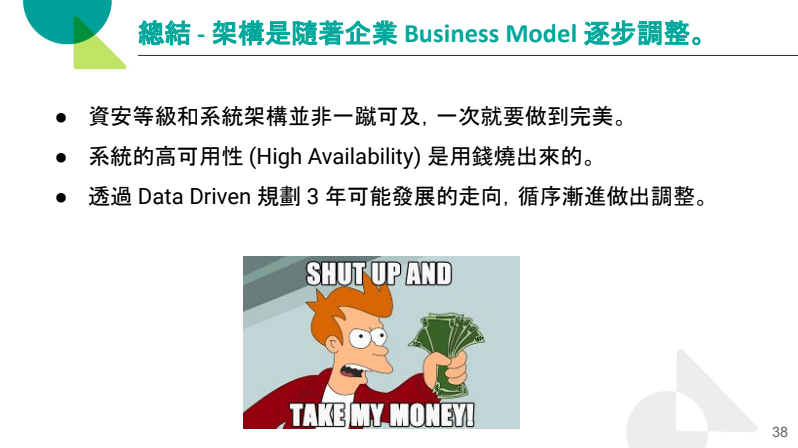 總結 - 架構是隨著企業 Business Model 逐步調整。
● 資安等級和系統架構並非一蹴可及，一次就要做到完美。
● 系統的高可用性 (High Availability) 是用錢燒出來的。
● 透過 Data Driven 規劃 3 年可能發展的走向，循序漸進做出調整。
SHUT UP AND
TAKE MY MONEY!
38